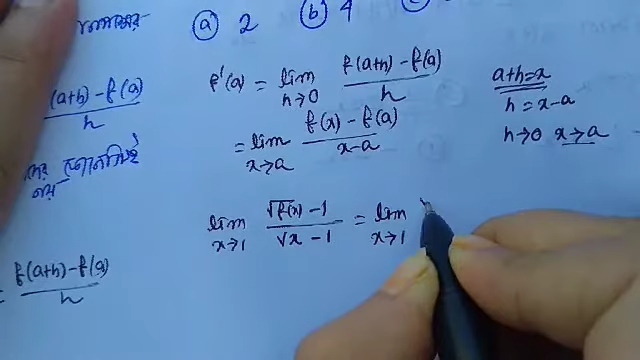 (a) 2 (b) 4 (c)
f'(a) = lim h→0 f(a+h) - f(a) / h
a+h = x
(a+h) - f(a) / h
h = x-a
= lim x→a f(x) - f(a) / x-a
h→0 x→a
lim x→1 √f(x) - 1 / √x - 1 = lim x→1
= f(a+h) - f(a) / h